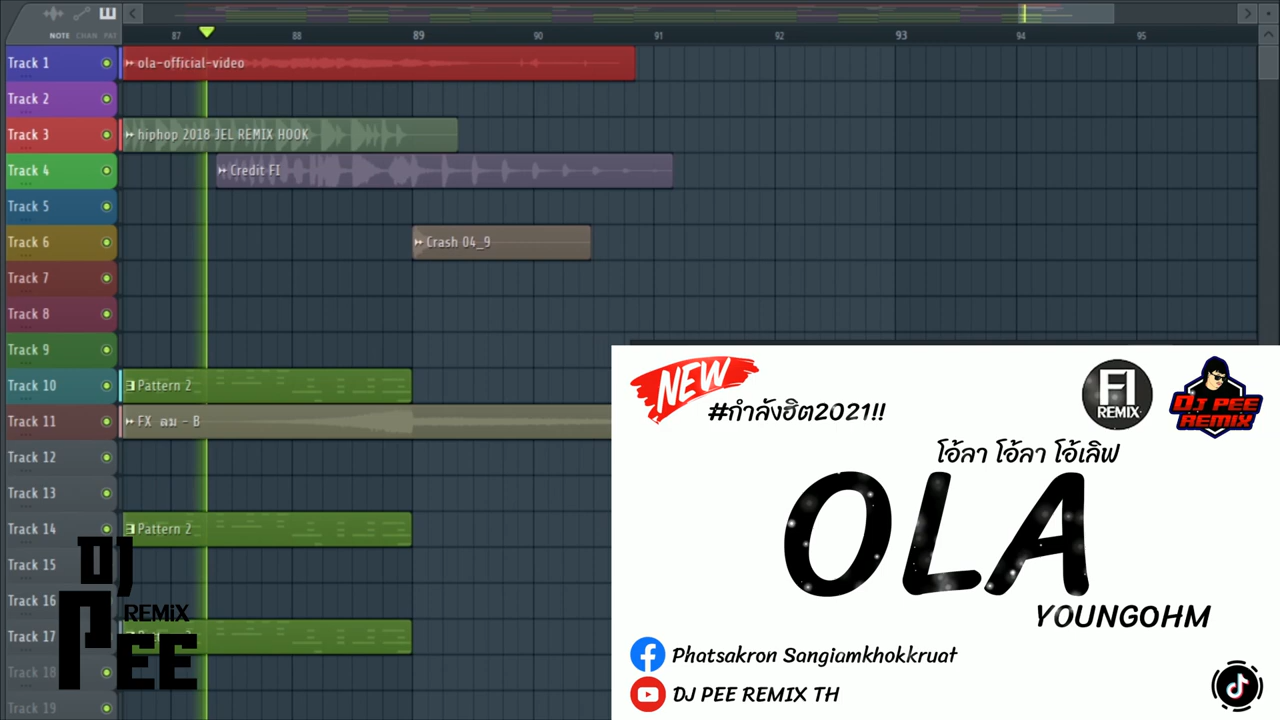 NOTE CHAN PAT
87 88 89 90 91 92 93 94 95
Track 1
ola-official-video
Track 2
Track 3
hiphop 2018 JEL REMIX HOOK
Track 4
Credit FI
Track 5
Track 6
Crash 04_9
Track 7
Track 8
Track 9
Track 10
Pattern 2
Track 11
FX ลม - B
Track 12
Track 13
Track 14
Pattern 2
Track 15
Track 16
Track 17
Track 18
Track 19
DJ
PEE
REMiX
NEW
#กำลังฮิต2021!!
FI
REMIX
DJ PEE
REMIX
โอ้ลา โอ้ลา โอ้เลิฟ
OLA
YOUNGOHM
Phatsakron Sangiamkhokkruat
DJ PEE REMIX TH